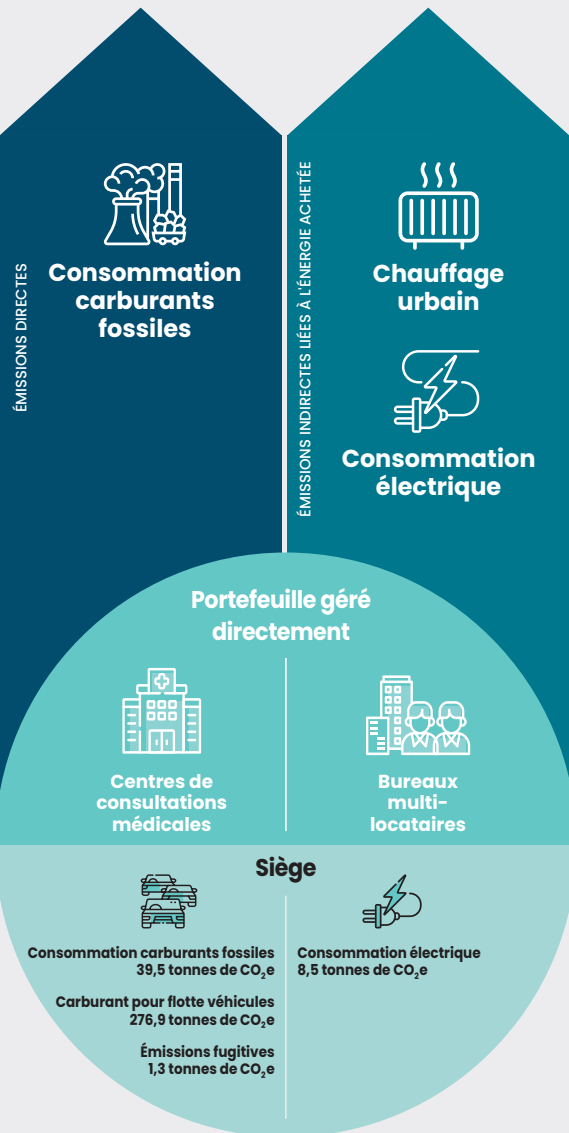 ÉMISSIONS DIRECTES
Consommation
carburants
fossiles
ÉMISSIONS INDIRECTES LIÉES À L'ÉNERGIE ACHETÉE
Chauffage
urbain
Consommation
électrique
Portefeuille géré
directement
Centres de
consultations
médicales
Bureaux
multi-
locataires
Siège
Consommation carburants fossiles
39,5 tonnes de CO₂e
Carburant pour flotte véhicules
276,9 tonnes de CO₂e
Émissions fugitives
1,3 tonnes de CO₂e
Consommation électrique
8,5 tonnes de CO₂e